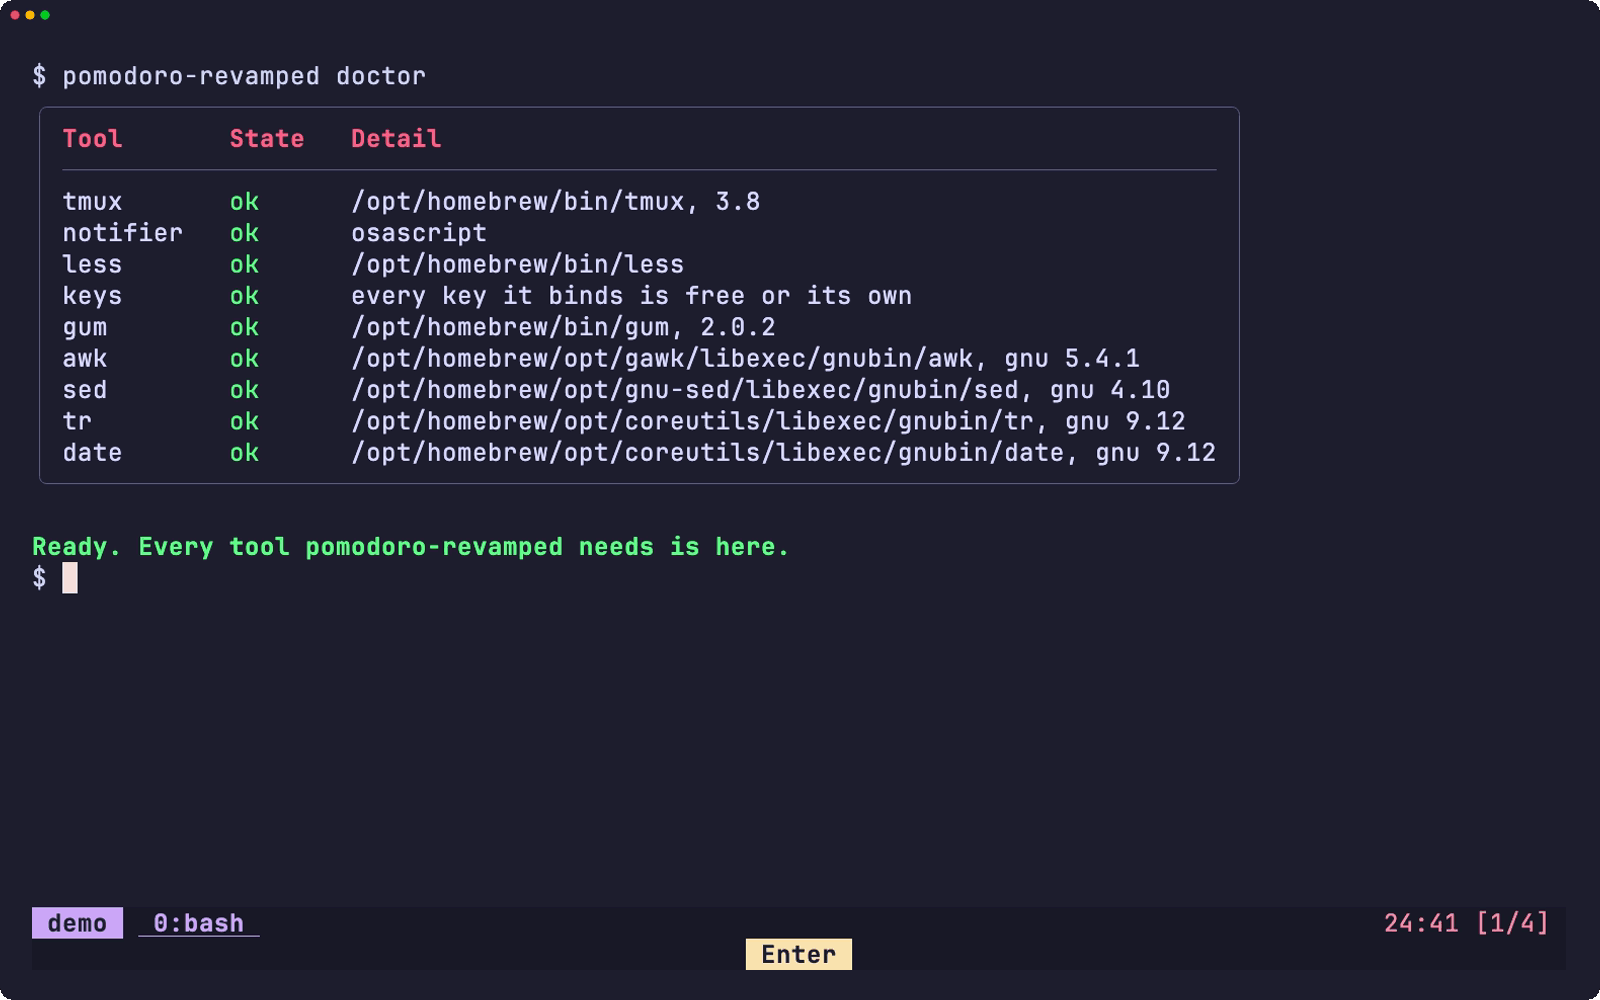 $ pomodoro-revamped doctor
Tool State Detail
tmux ok /opt/homebrew/bin/tmux, 3.8
notifier ok osascript
less ok /opt/homebrew/bin/less
keys ok every key it binds is free or its own
gum ok /opt/homebrew/bin/gum, 2.0.2
awk ok /opt/homebrew/opt/gawk/libexec/gnubin/awk, gnu 5.4.1
sed ok /opt/homebrew/opt/gnu-sed/libexec/gnubin/sed, gnu 4.10
tr ok /opt/homebrew/opt/coreutils/libexec/gnubin/tr, gnu 9.12
date ok /opt/homebrew/opt/coreutils/libexec/gnubin/date, gnu 9.12
Ready. Every tool pomodoro-revamped needs is here.
$
demo 0:bash 24:41 [1/4]
Enter